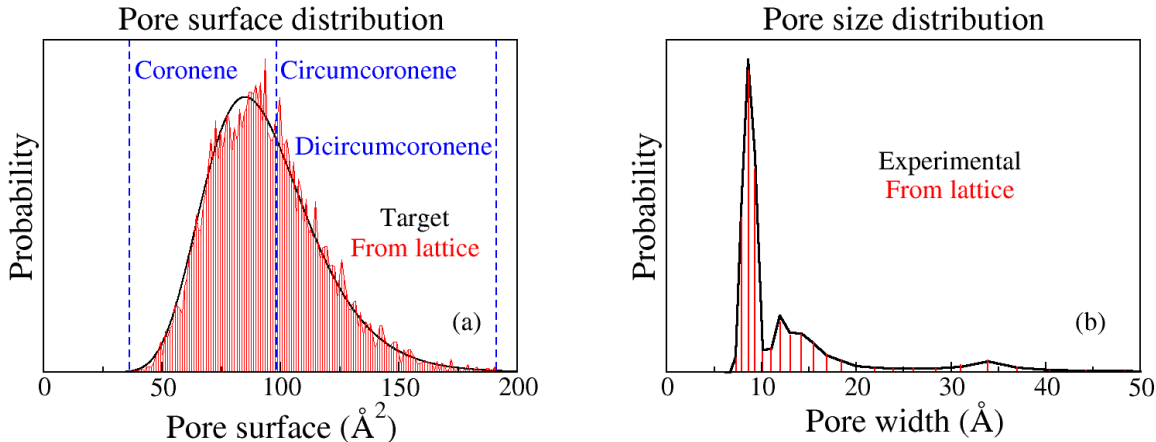 Pore surface distribution
Probability
Coronene
Circumcoronene
Dicircumcoronene
Target
From lattice
(a)
0 50 100 150 200
Pore surface (Å²)
Pore size distribution
Probability
Experimental
From lattice
(b)
0 10 20 30 40 50
Pore width (Å)